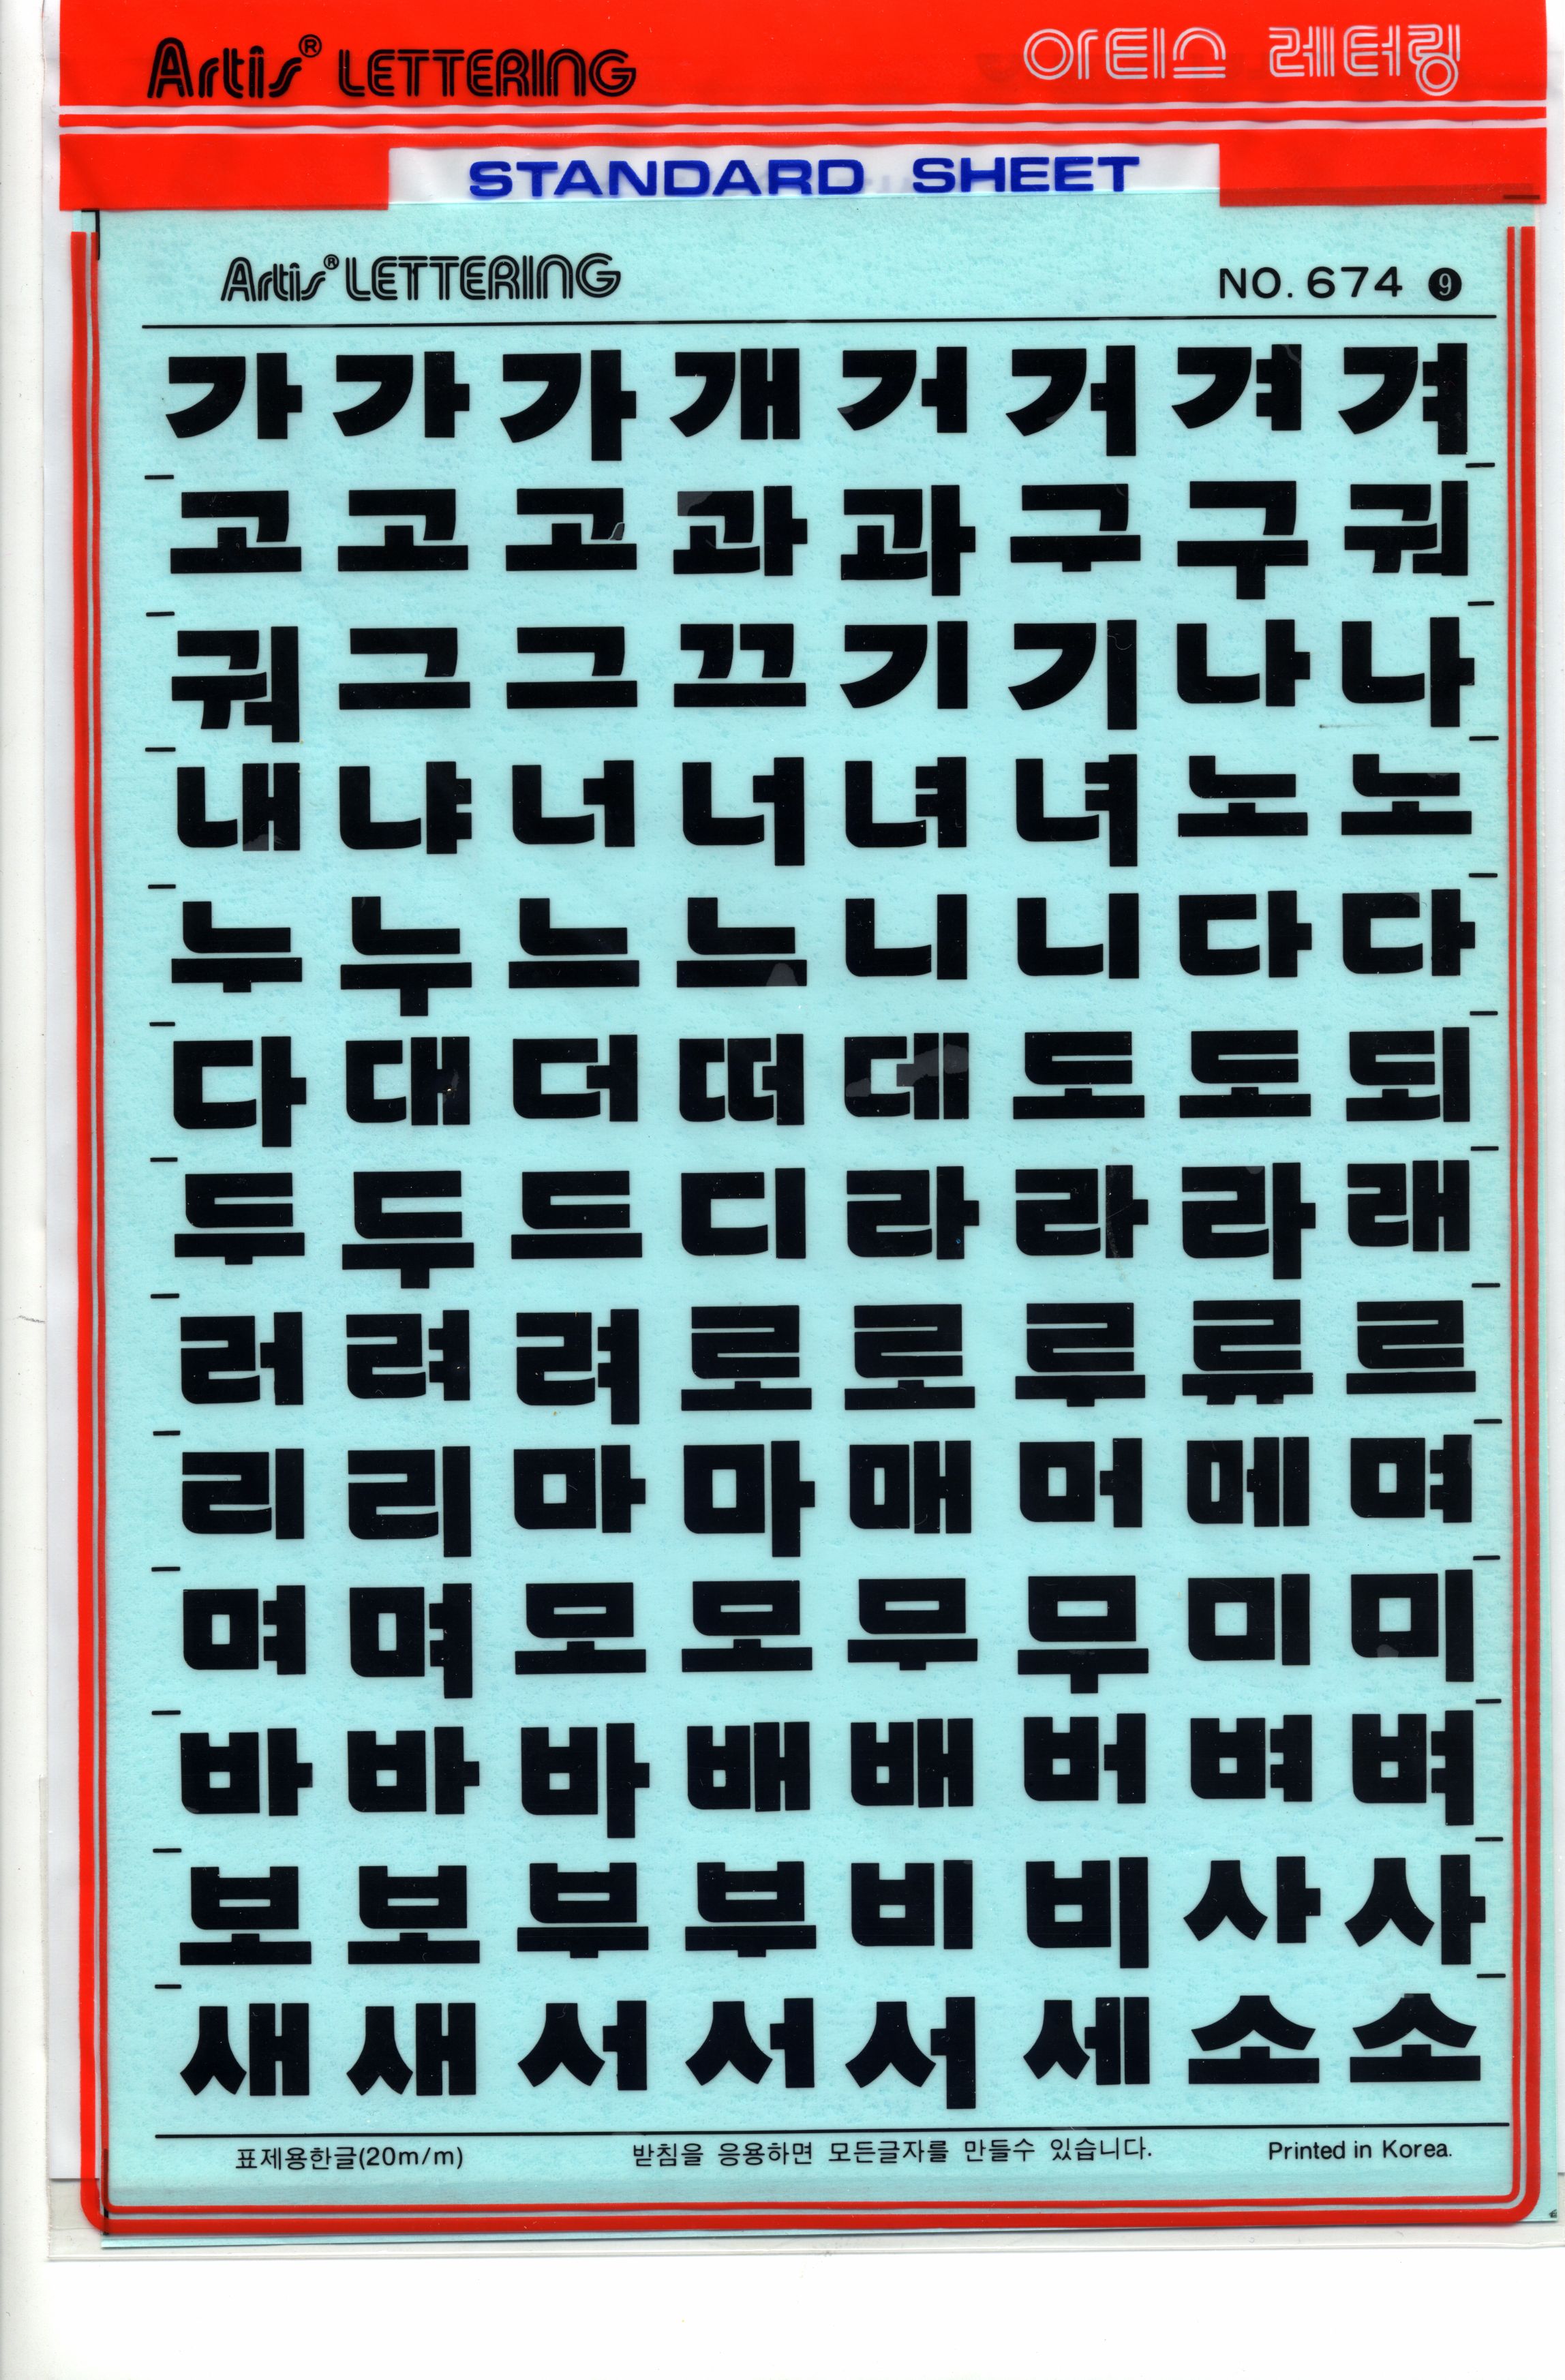 Artis® LETTERING 아티스 레터링
STANDARD SHEET
Artis® LETTERING NO. 674 ❾
가 가 가 개 거 거 겨 겨
고 고 고 과 과 구 구 궈
궈 그 그 끄 기 기 나 나
내 냐 너 너 녀 녀 노 노
누 누 느 느 니 니 다 다
다 대 더 떠 데 도 도 되
두 두 드 디 라 라 라 래
러 려 려 로 로 루 류 르
리 리 마 마 매 머 메 며
며 며 모 모 무 무 미 미
바 바 바 배 배 버 벼 벼
보 보 부 부 비 비 사 사
새 새 서 서 서 세 소 소
표제용한글(20m/m) 받침을 응용하면 모든글자를 만들수 있습니다. Printed in Korea.